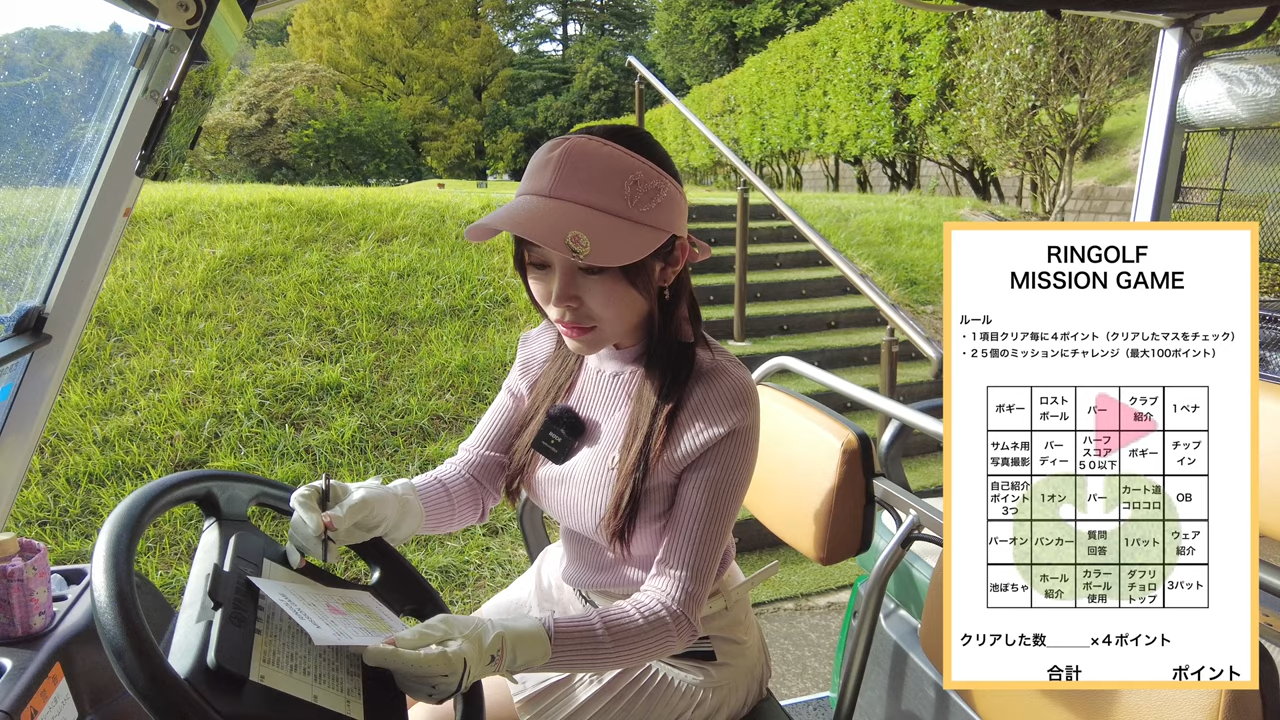 RINGOLF
MISSION GAME
ルール
・1項目クリア毎に4ポイント（クリアしたマスをチェック）
・25個のミッションにチャレンジ（最大100ポイント）
ボギー
ロスト
ボール
パー
クラブ
紹介
1ペナ
サムネ用
写真撮影
バー
ディー
ハーフ
スコア
50以下
ボギー
チップ
イン
自己紹介
ポイント
3つ
1オン
パー
カート道
コロコロ
OB
パーオン
バンカー
質問
回答
1パット
ウェア
紹介
池ぽちゃ
ホール
紹介
カラー
ボール
使用
ダフリ
チョロ
トップ
3パット
クリアした数_____×4ポイント
合計 ポイント